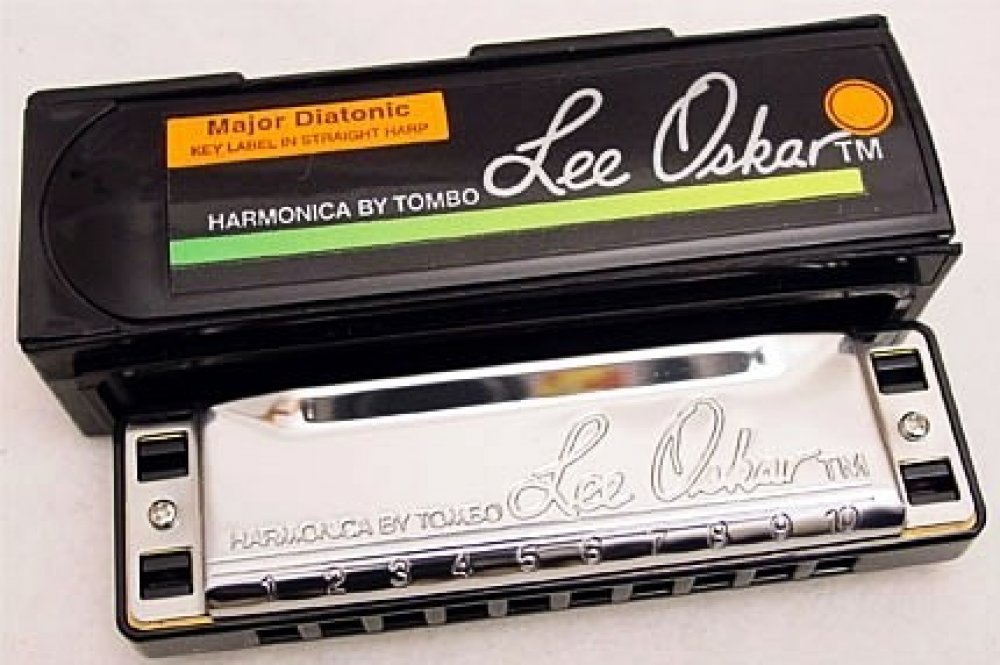 Major Diatonic
KEY LABEL IN STRAIGHT HARP
HARMONICA BY TOMBO Lee Oskar TM
HARMONICA BY TOMBO Lee Oskar TM
1 2 3 4 5 6 7 8 9 10